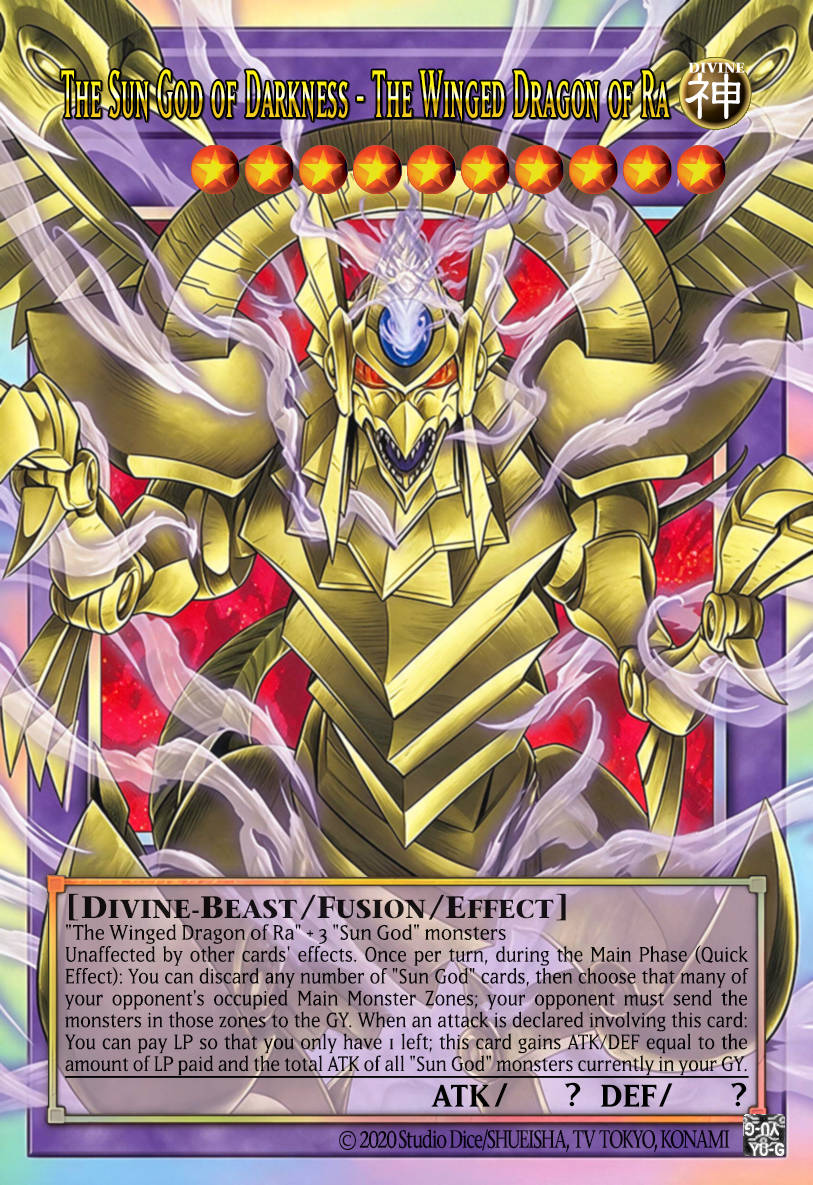 The Sun God of Darkness - The Winged Dragon of Ra
DIVINE
神
[Divine-Beast/Fusion/Effect]
"The Winged Dragon of Ra" + 3 "Sun God" monsters
Unaffected by other cards' effects. Once per turn, during the Main Phase (Quick
Effect): You can discard any number of "Sun God" cards, then choose that many of
your opponent's occupied Main Monster Zones; your opponent must send the
monsters in those zones to the GY. When an attack is declared involving this card:
You can pay LP so that you only have 1 left; this card gains ATK/DEF equal to the
amount of LP paid and the total ATK of all "Sun God" monsters currently in your GY.
ATK/ ? DEF/ ?
© 2020 Studio Dice/SHUEISHA, TV TOKYO, KONAMI
YU-G
YU-G